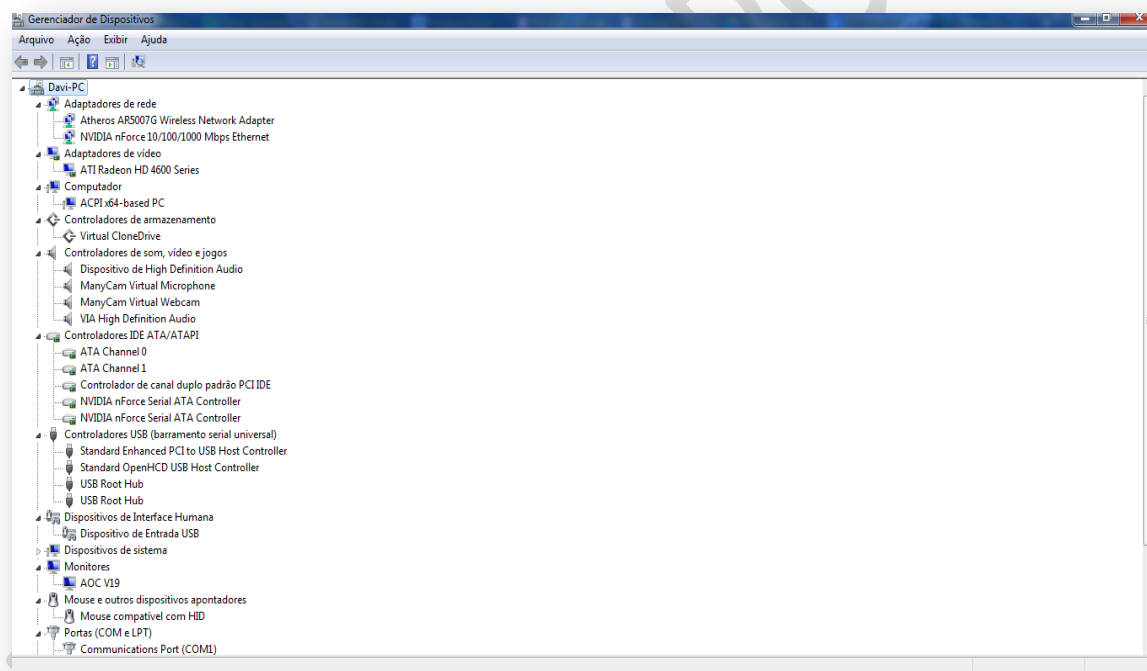 Gerenciador de Dispositivos
Arquivo Ação Exibir Ajuda
Davi-PC
Adaptadores de rede
Atheros AR5007G Wireless Network Adapter
NVIDIA nForce 10/100/1000 Mbps Ethernet
Adaptadores de vídeo
ATI Radeon HD 4600 Series
Computador
ACPI x64-based PC
Controladores de armazenamento
Virtual CloneDrive
Controladores de som, vídeo e jogos
Dispositivo de High Definition Audio
ManyCam Virtual Microphone
ManyCam Virtual Webcam
VIA High Definition Audio
Controladores IDE ATA/ATAPI
ATA Channel 0
ATA Channel 1
Controlador de canal duplo padrão PCI IDE
NVIDIA nForce Serial ATA Controller
NVIDIA nForce Serial ATA Controller
Controladores USB (barramento serial universal)
Standard Enhanced PCI to USB Host Controller
Standard OpenHCD USB Host Controller
USB Root Hub
USB Root Hub
Dispositivos de Interface Humana
Dispositivo de Entrada USB
Dispositivos de sistema
Monitores
AOC V19
Mouse e outros dispositivos apontadores
Mouse compatível com HID
Portas (COM e LPT)
Communications Port (COM1)